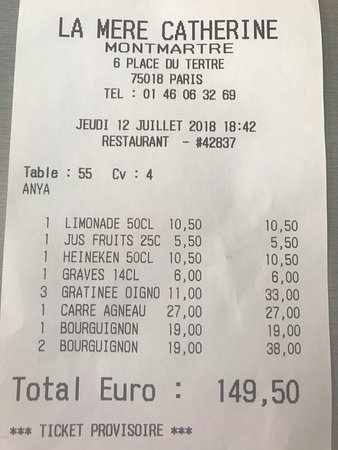 LA MERE CATHERINE
MONTMARTRE
6 PLACE DU TERTRE
75018 PARIS
TEL : 01 46 06 32 69
JEUDI 12 JUILLET 2018 18:42
RESTAURANT - #42837
Table : 55 Cv : 4
ANYA
1 LIMONADE 50CL 10,50 10,50
1 JUS FRUITS 25C 5,50 5,50
1 HEINEKEN 50CL 10,50 10,50
1 GRAVES 14CL 6,00 6,00
3 GRATINEE OIGNO 11,00 33,00
1 CARRE AGNEAU 27,00 27,00
1 BOURGUIGNON 19,00 19,00
2 BOURGUIGNON 19,00 38,00
Total Euro : 149,50
*** TICKET PROVISOIRE ***